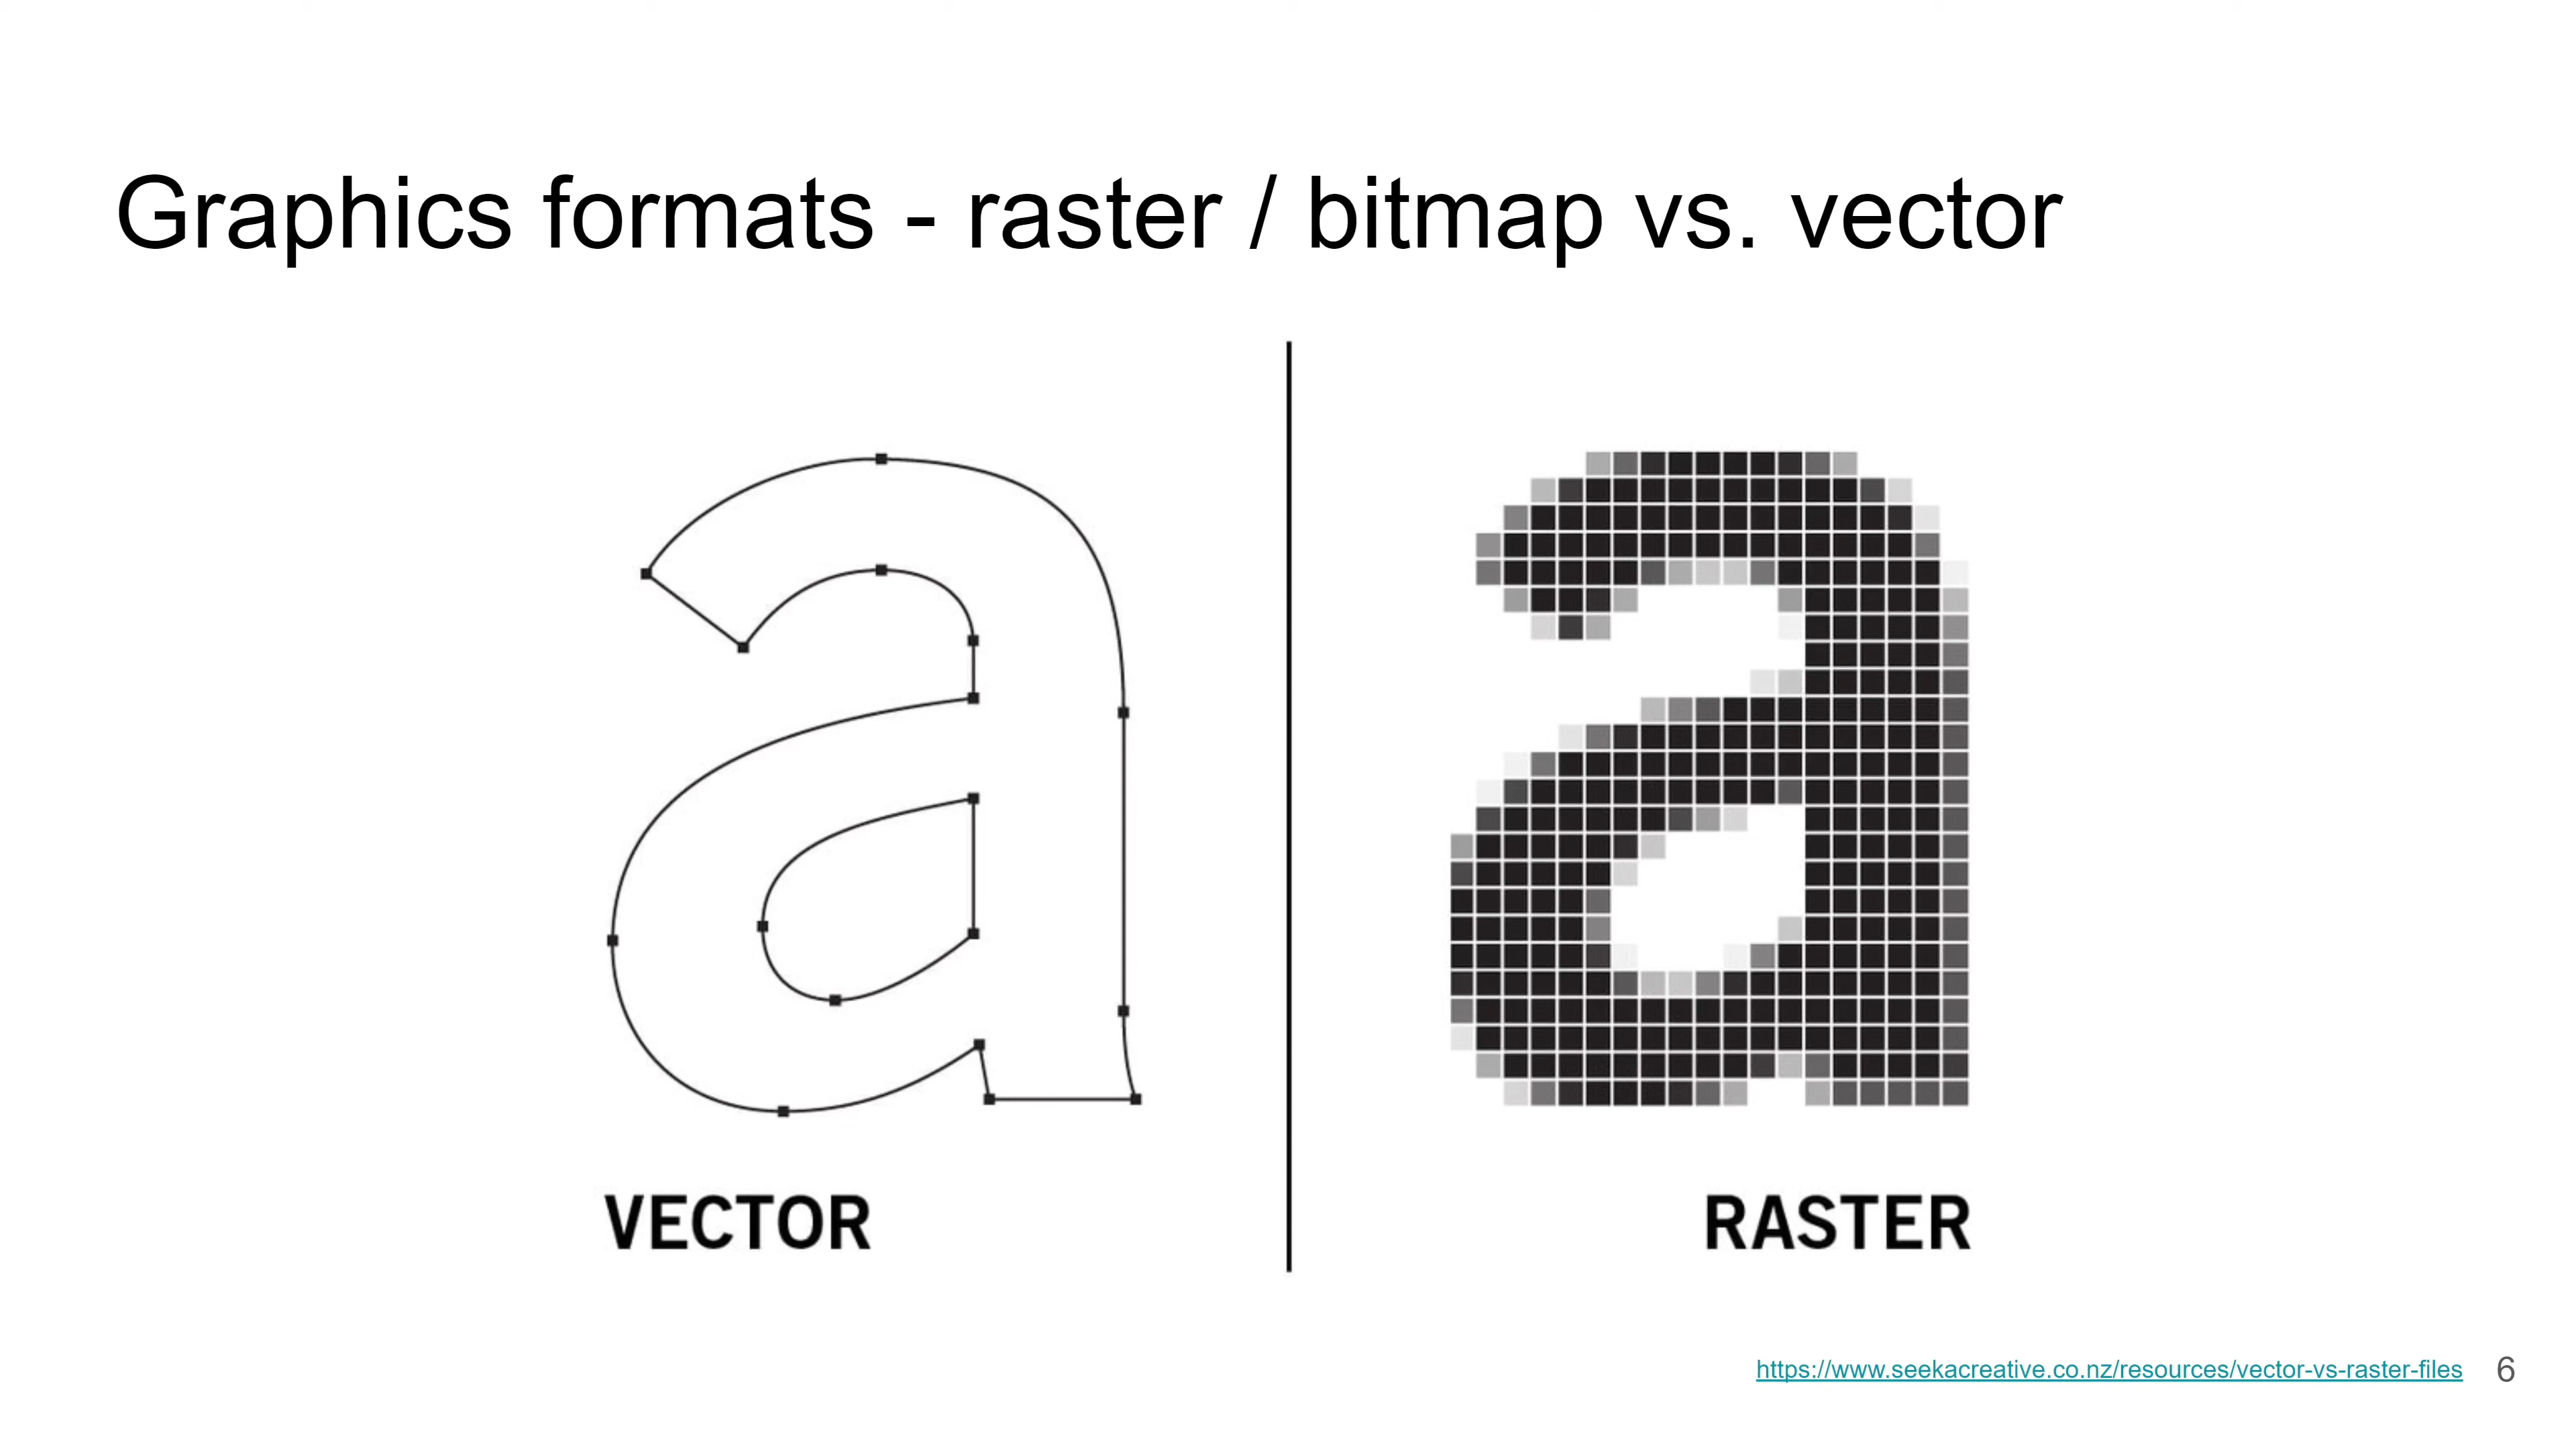 Graphics formats - raster / bitmap vs. vector
a
a
VECTOR
RASTER
https://www.seekacreative.co.nz/resources/vector-vs-raster-files
6